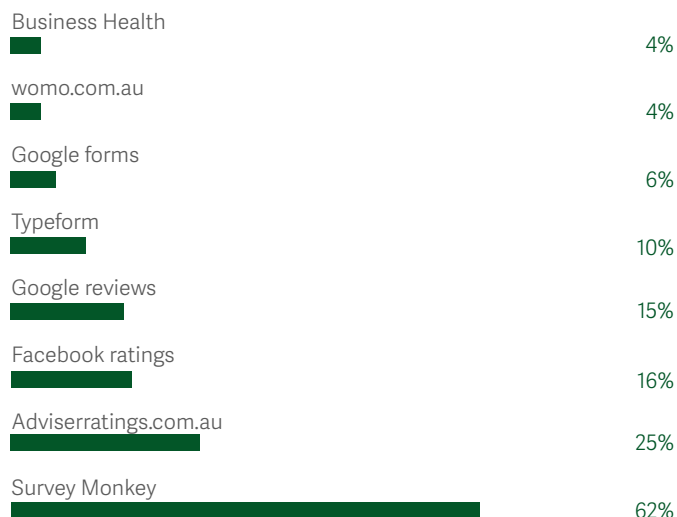 Business Health
4%
womo.com.au
4%
Google forms
6%
Typeform
10%
Google reviews
15%
Facebook ratings
16%
Adviserratings.com.au
25%
Survey Monkey
62%